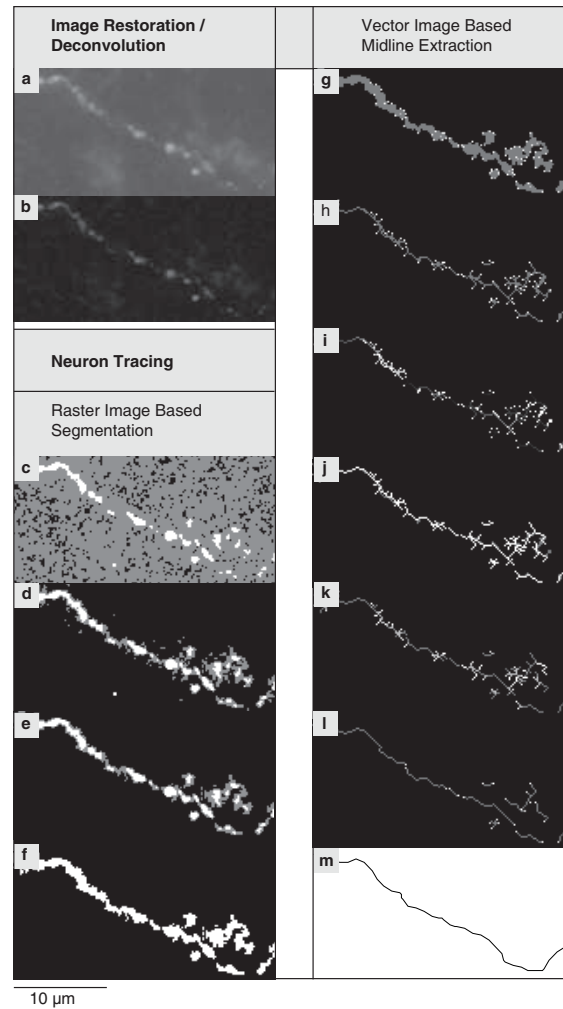 Image Restoration /
Deconvolution
a
b
Neuron Tracing
Raster Image Based
Segmentation
c
d
e
f
10 µm
Vector Image Based
Midline Extraction
g
h
i
j
k
l
m